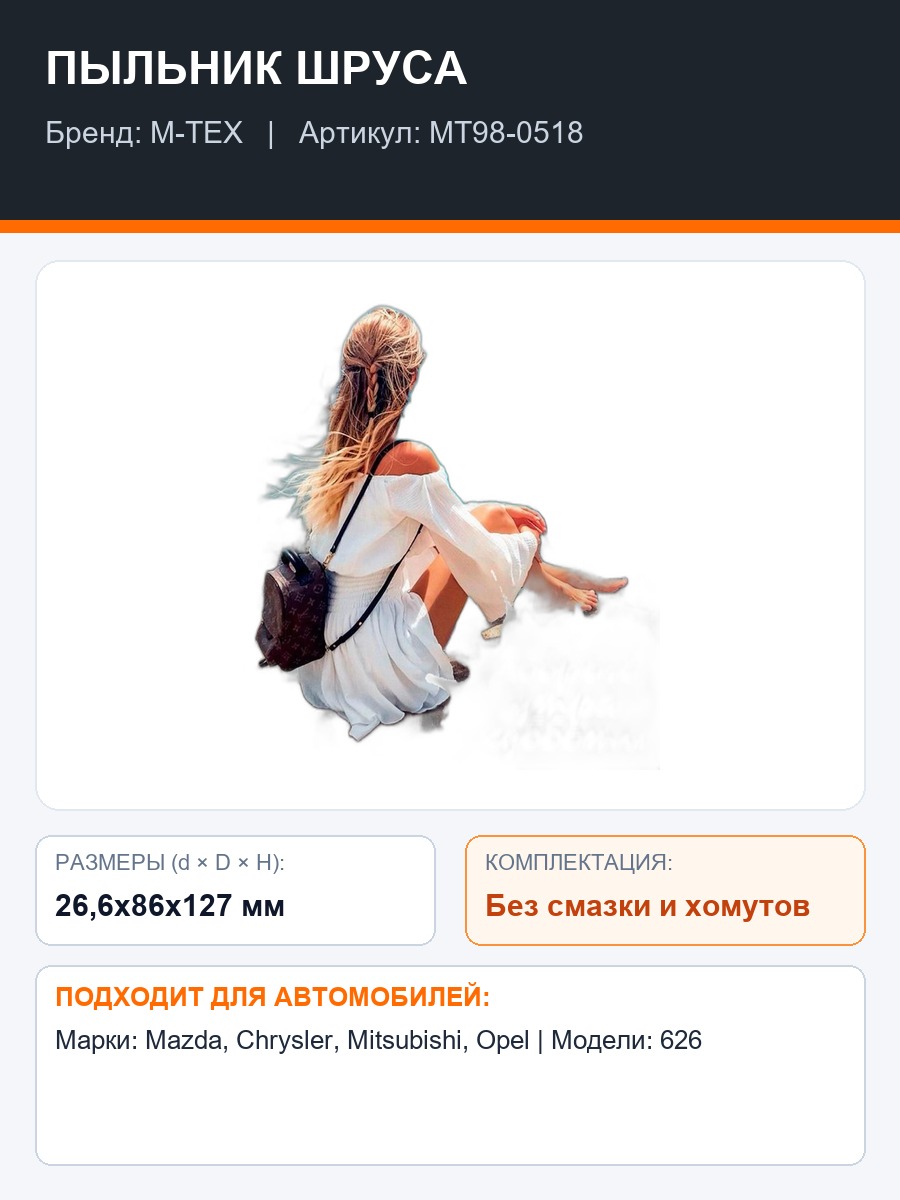 ПЫЛЬНИК ШРУСА
Бренд: M-TEX | Артикул: MT98-0518
РАЗМЕРЫ (d × D × H):
26,6x86x127 мм
КОМПЛЕКТАЦИЯ:
Без смазки и хомутов
ПОДХОДИТ ДЛЯ АВТОМОБИЛЕЙ:
Марки: Mazda, Chrysler, Mitsubishi, Opel | Модели: 626